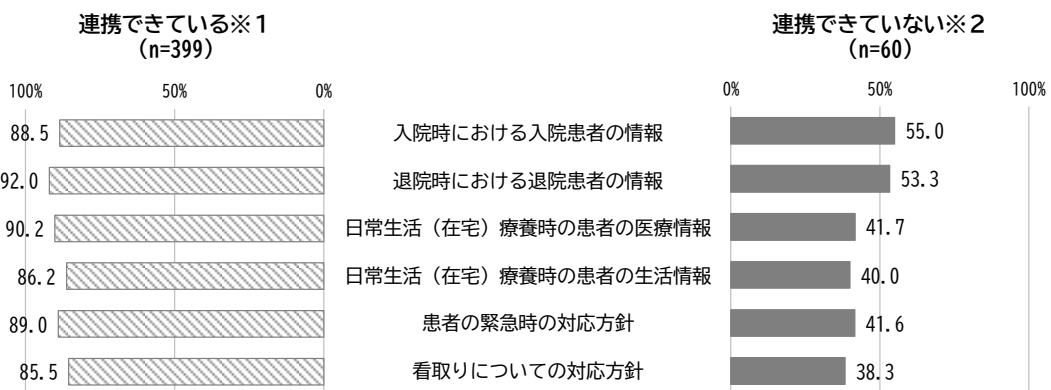 連携できている※1
(n=399)
連携できていない※2
(n=60)
100% 50% 0%
0% 50% 100%
88.5 入院時における入院患者の情報 55.0
92.0 退院時における退院患者の情報 53.3
90.2 日常生活（在宅）療養時の患者の医療情報 41.7
86.2 日常生活（在宅）療養時の患者の生活情報 40.0
89.0 患者の緊急時の対応方針 41.6
85.5 看取りについての対応方針 38.3